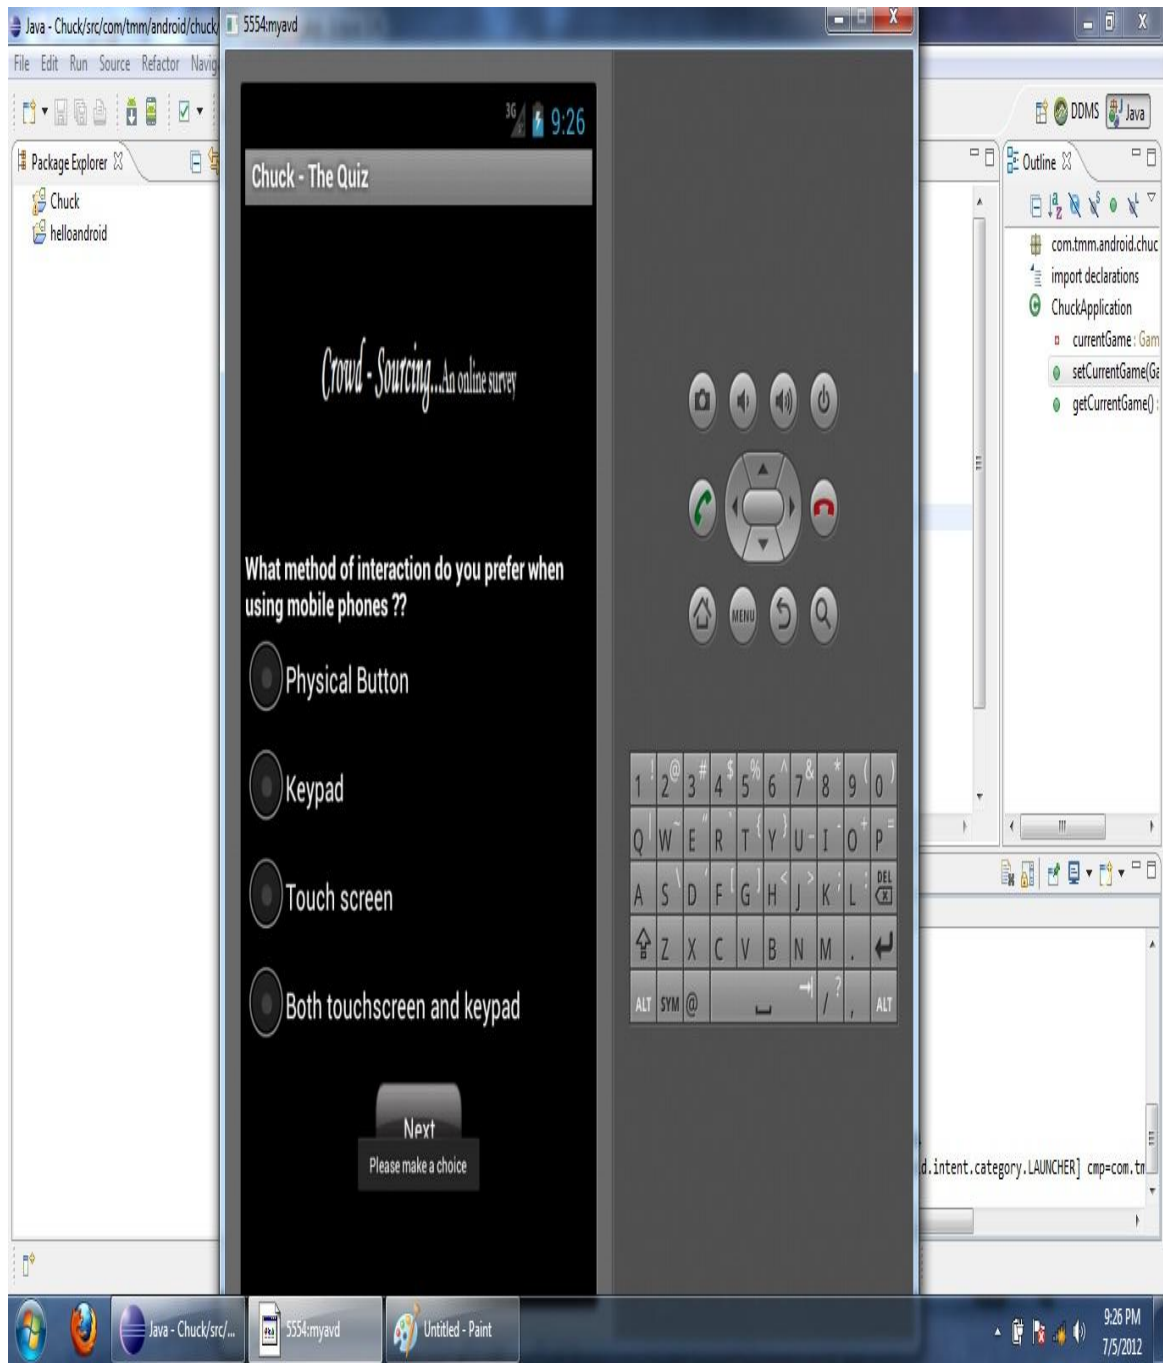 Java - Chuck/src/com/tmm/android/chuck/
5554:myavd
File Edit Run Source Refactor Navig
DDMS Java
Package Explorer
Chuck
helloandroid
3G 9:26
Chuck - The Quiz
Crowd - Sourcing...An online survey
What method of interaction do you prefer when
using mobile phones ??
Physical Button
Keypad
Touch screen
Both touchscreen and keypad
Next
Please make a choice
MENU
1 ! 2 @ 3 # 4 $ 5 % 6 ^ 7 & 8 * 9 ( 0 )
Q | W ~ E " R ` T { Y } U - I - O + P =
A S \ D ' F [ G ] H < J > K ; L : DEL
Z X C V B N M .
ALT SYM @ / ? , ALT
Outline
com.tmm.android.chuc
import declarations
ChuckApplication
currentGame : Gam
setCurrentGame(Ga
getCurrentGame() :
d.intent.category.LAUNCHER] cmp=com.tm
Java - Chuck/src/...
5554:myavd
Untitled - Paint
9:26 PM
7/5/2012